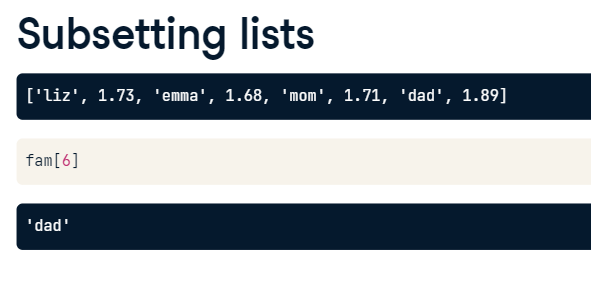 Subsetting lists
['liz', 1.73, 'emma', 1.68, 'mom', 1.71, 'dad', 1.89]
fam[6]
'dad'